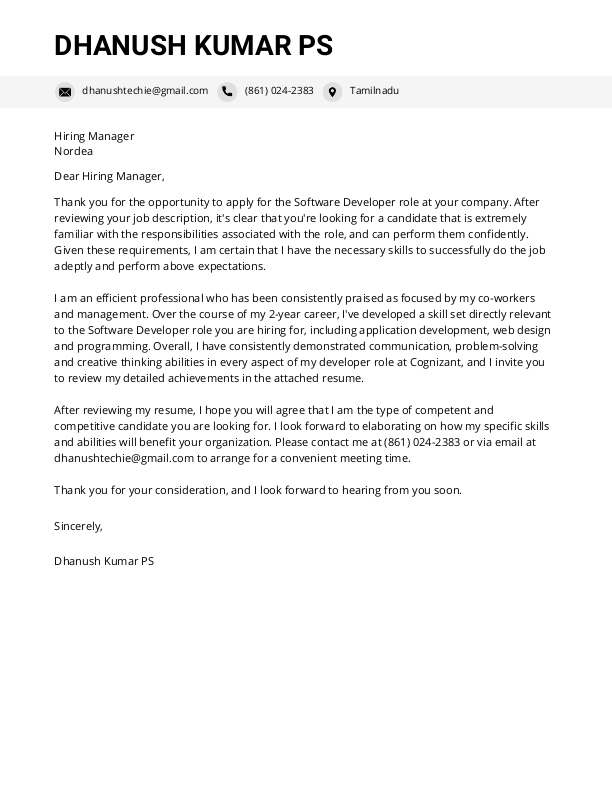 DHANUSH KUMAR PS
dhanushtechie@gmail.com (861) 024-2383 Tamilnadu
Hiring Manager
Nordea
Dear Hiring Manager,
Thank you for the opportunity to apply for the Software Developer role at your company. After
reviewing your job description, it's clear that you're looking for a candidate that is extremely
familiar with the responsibilities associated with the role, and can perform them confidently.
Given these requirements, I am certain that I have the necessary skills to successfully do the job
adeptly and perform above expectations.
I am an efficient professional who has been consistently praised as focused by my co-workers
and management. Over the course of my 2-year career, I've developed a skill set directly relevant
to the Software Developer role you are hiring for, including application development, web design
and programming. Overall, I have consistently demonstrated communication, problem-solving
and creative thinking abilities in every aspect of my developer role at Cognizant, and I invite you
to review my detailed achievements in the attached resume.
After reviewing my resume, I hope you will agree that I am the type of competent and
competitive candidate you are looking for. I look forward to elaborating on how my specific skills
and abilities will benefit your organization. Please contact me at (861) 024-2383 or via email at
dhanushtechie@gmail.com to arrange for a convenient meeting time.
Thank you for your consideration, and I look forward to hearing from you soon.
Sincerely,
Dhanush Kumar PS